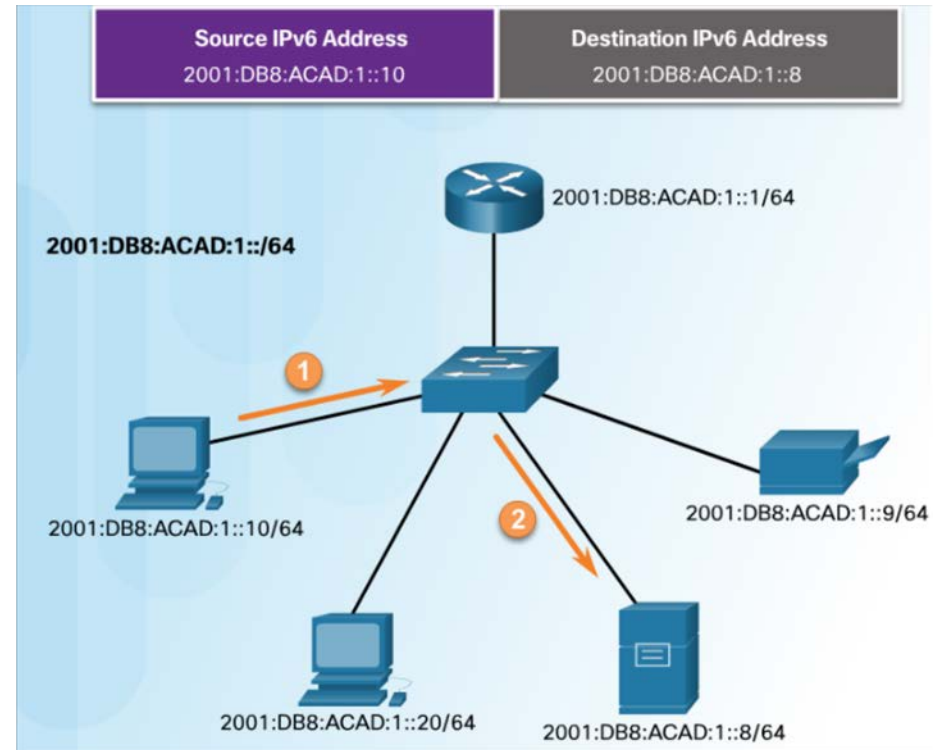 Source IPv6 Address
2001:DB8:ACAD:1::10
Destination IPv6 Address
2001:DB8:ACAD:1::8
2001:DB8:ACAD:1::1/64
2001:DB8:ACAD:1::/64
1
2001:DB8:ACAD:1::10/64
2
2001:DB8:ACAD:1::9/64
2001:DB8:ACAD:1::20/64
2001:DB8:ACAD:1::8/64